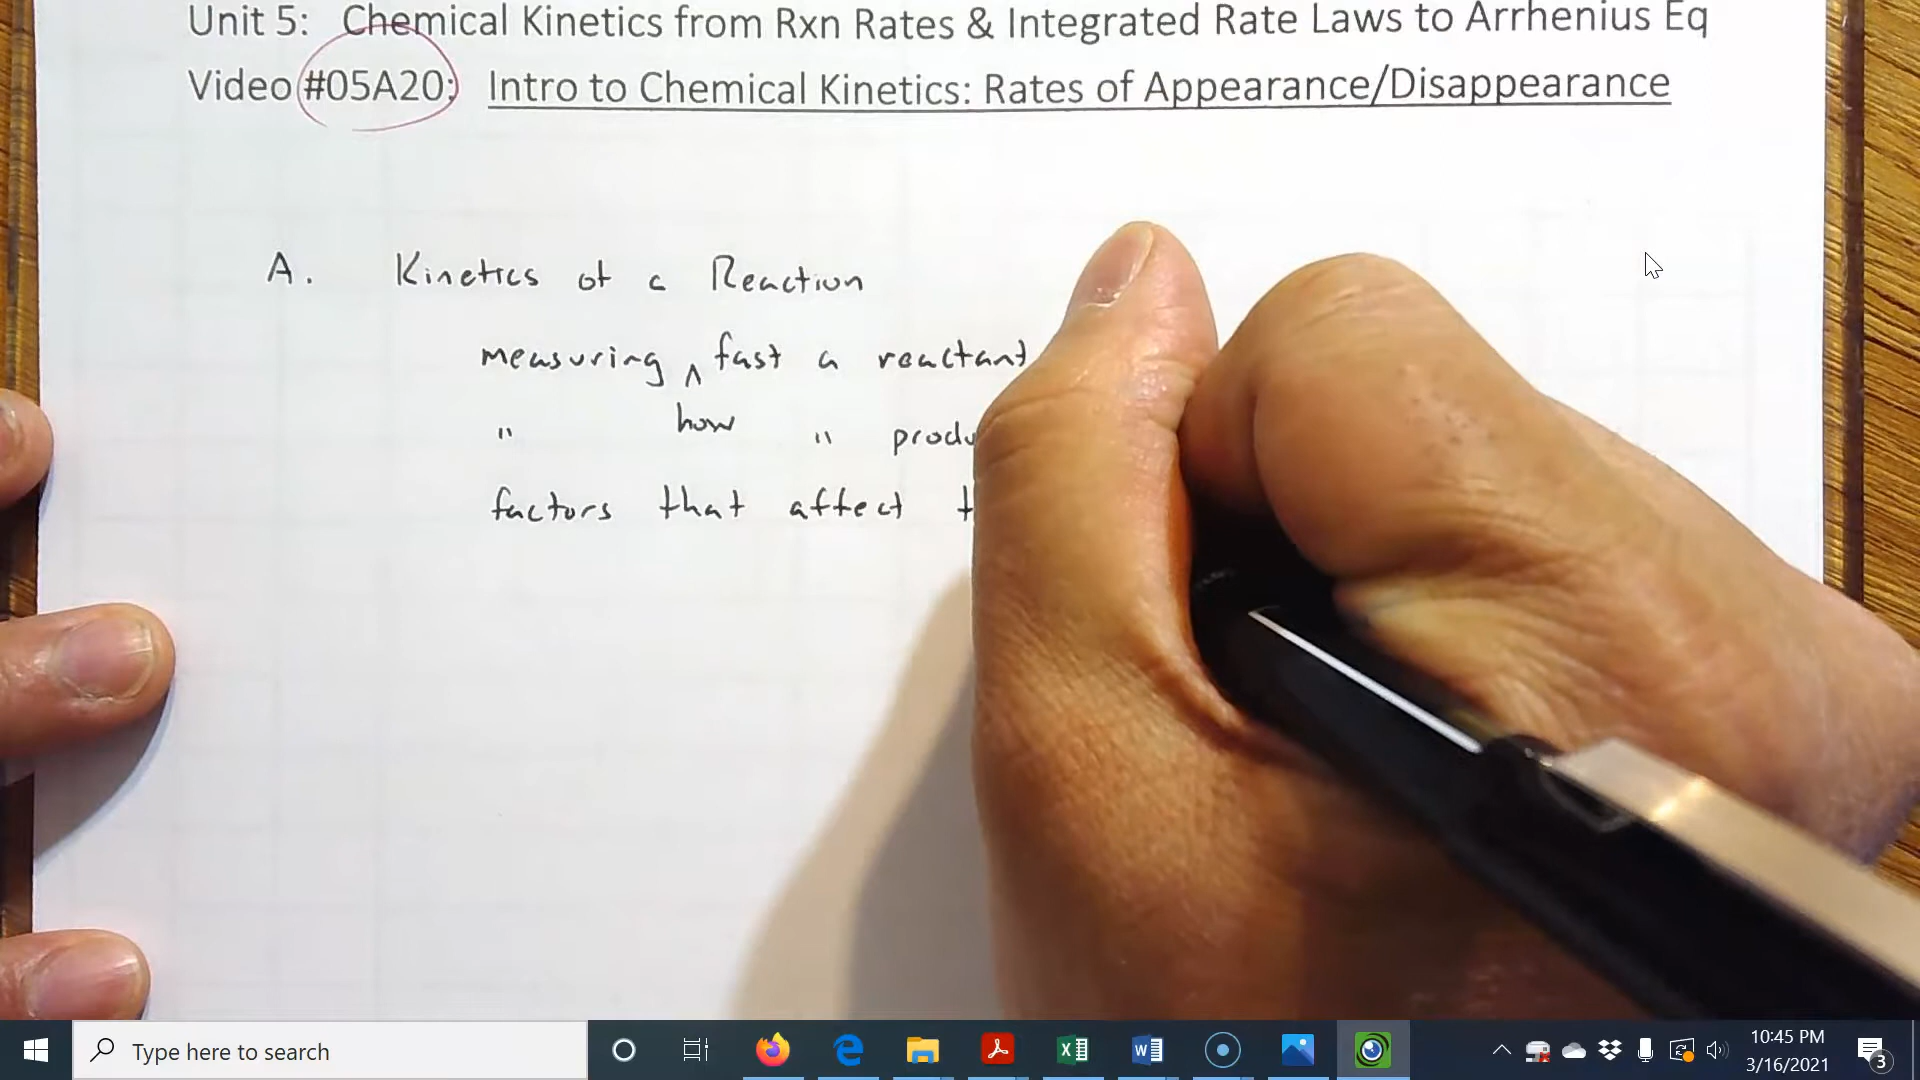 Unit 5: Chemical Kinetics from Rxn Rates & Integrated Rate Laws to Arrhenius Eq
Video #05A20: Intro to Chemical Kinetics: Rates of Appearance/Disappearance
A. Kinetics of a Reaction
measuring ^ fast a reactant
" how " produ
factors that affect t
Type here to search
10:45 PM
3/16/2021
3